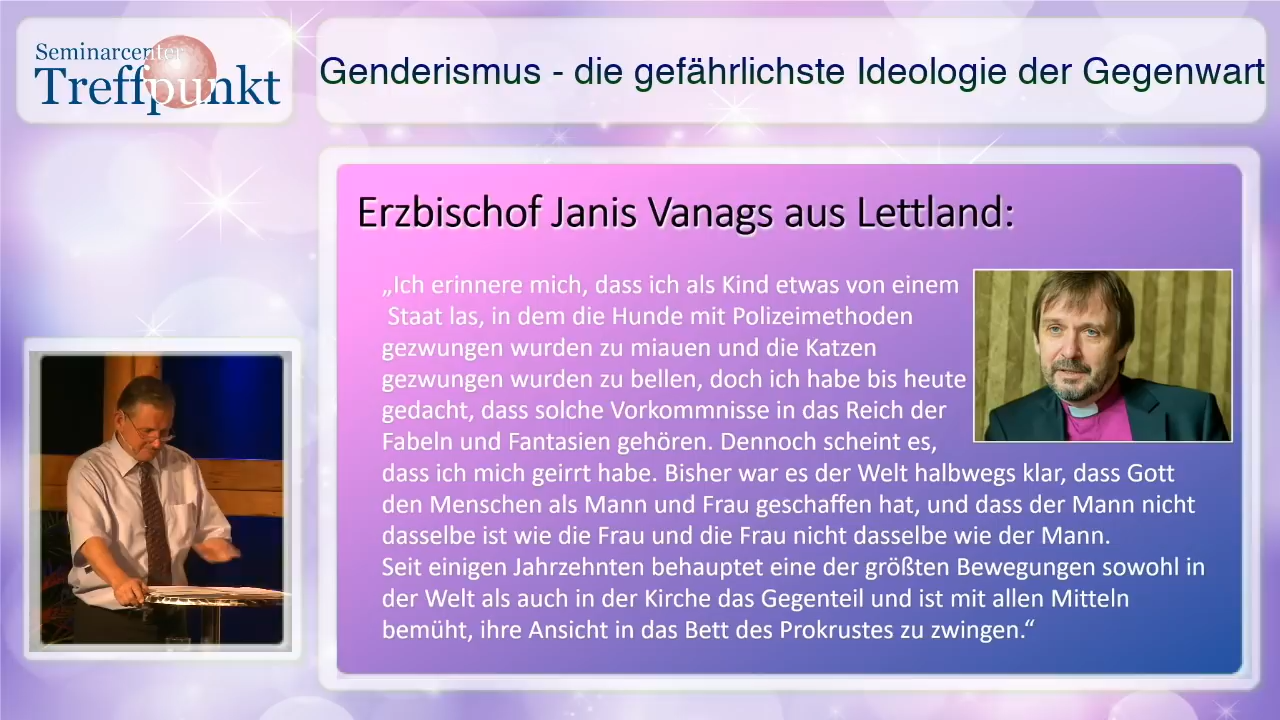 Seminarcenter
Treffpunkt
Genderismus - die gefährlichste Ideologie der Gegenwart
Erzbischof Janis Vanags aus Lettland:
„Ich erinnere mich, dass ich als Kind etwas von einem
Staat las, in dem die Hunde mit Polizeimethoden
gezwungen wurden zu miauen und die Katzen
gezwungen wurden zu bellen, doch ich habe bis heute
gedacht, dass solche Vorkommnisse in das Reich der
Fabeln und Fantasien gehören. Dennoch scheint es,
dass ich mich geirrt habe. Bisher war es der Welt halbwegs klar, dass Gott
den Menschen als Mann und Frau geschaffen hat, und dass der Mann nicht
dasselbe ist wie die Frau und die Frau nicht dasselbe wie der Mann.
Seit einigen Jahrzehnten behauptet eine der größten Bewegungen sowohl in
der Welt als auch in der Kirche das Gegenteil und ist mit allen Mitteln
bemüht, ihre Ansicht in das Bett des Prokrustes zu zwingen.“